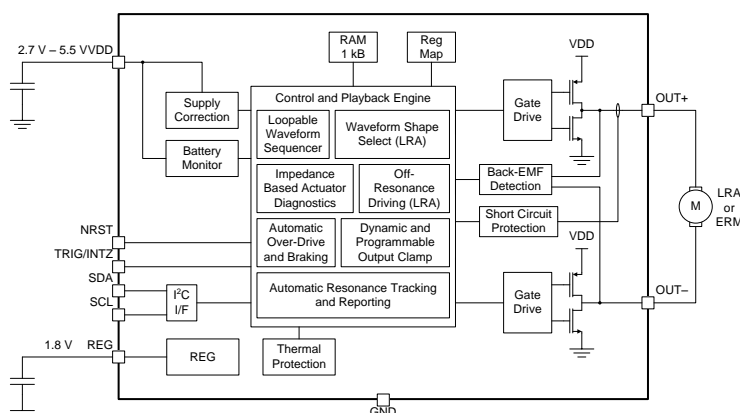 2.7 V – 5.5 VVDD
RAM
1 kB
Reg
Map
VDD
Supply
Correction
Control and Playback Engine
Gate
Drive
OUT+
Loopable
Waveform
Sequencer
Waveform Shape
Select (LRA)
Battery
Monitor
Impedance
Based Actuator
Diagnostics
Off-
Resonance
Driving (LRA)
Back-EMF
Detection
M
LRA
or
ERM
Short Circuit
Protection
NRST
TRIG/INTZ
SDA
SCL
Automatic
Over-Drive
and Braking
Dynamic and
Programmable
Output Clamp
VDD
I2C
I/F
Automatic Resonance Tracking
and Reporting
Gate
Drive
OUT–
1.8 V
REG
REG
Thermal
Protection
GND